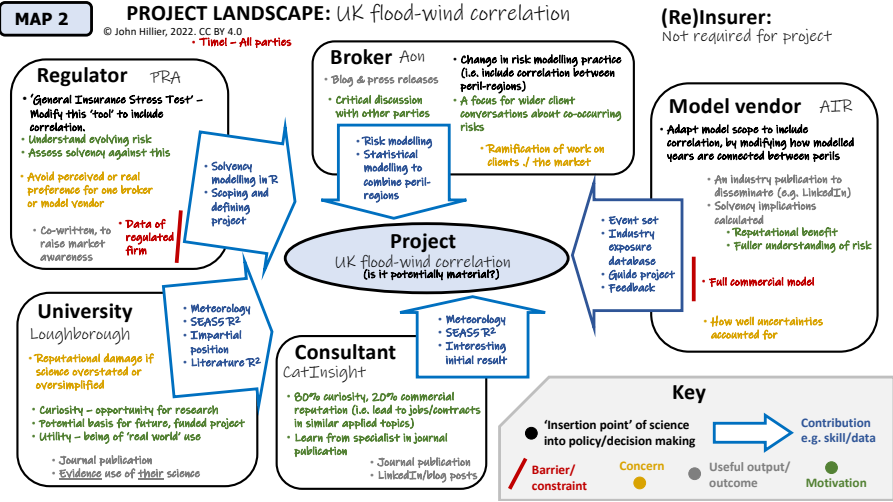 MAP 2
PROJECT LANDSCAPE: UK flood-wind correlation
© John Hillier, 2022. CC BY 4.0
• Time! – All parties
(Re)Insurer:
Not required for project
Regulator PRA
• 'General Insurance Stress Test' –
Modify this 'tool' to include
correlation.
• Understand evolving risk
• Assess solvency against this
• Avoid perceived or real
preference for one broker
or model vendor
• Co-written, to
raise market
awareness
• Data of
regulated
firm
• Solvency
modelling in R
• Scoping and
defining
project
Broker Aon
• Blog & press releases
• Critical discussion
with other parties
• Change in risk modelling practice
(i.e. include correlation between
peril-regions)
• A focus for wider client
conversations about co-occurring
risks
• Ramification of work on
clients ./ the market
• Risk modelling
• Statistical
modelling to
combine peril-
regions
Model vendor AIR
• Adapt model scope to include
correlation, by modifying how modelled
years are connected between perils
• An industry publication to
disseminate (e.g. LinkedIn)
• Solvency implications
calculated
• Reputational benefit
• Fuller understanding of risk
• Full commercial model
• How well uncertainties
accounted for
• Event set
• Industry
exposure
database
• Guide project
• Feedback
Project
UK flood-wind correlation
(is it potentially material?)
University
Loughborough
• Reputational damage if
science overstated or
oversimplified
• Curiosity – opportunity for research
• Potential basis for future, funded project
• Utility – being of 'real world' use
• Journal publication
• Evidence use of their science
• Meteorology
• SEAS5 R²
• Impartial
position
• Literature R²
Consultant
CatInsight
• 80% curiosity, 20% commercial
reputation (i.e. lead to jobs/contracts
in similar applied topics)
• Learn from specialist in journal
publication
• Journal publication
• LinkedIn/blog posts
• Meteorology
• SEAS5 R²
• Interesting
initial result
Key
'Insertion point' of science
into policy/decision making
Contribution
e.g. skill/data
Barrier/
constraint
Concern
Useful output/
outcome
Motivation